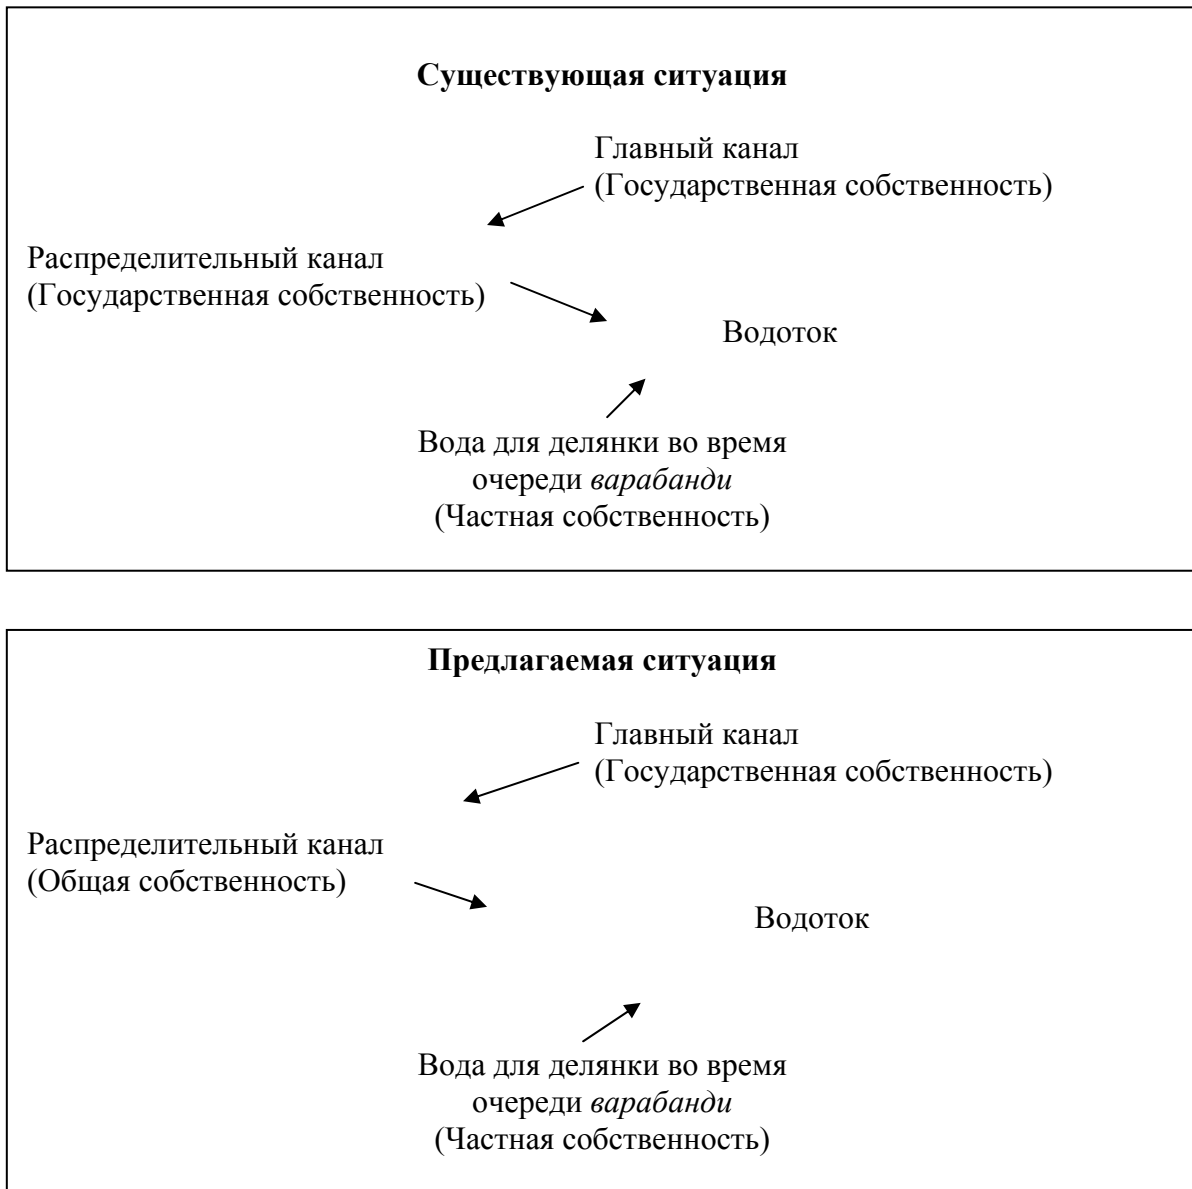 Существующая ситуация
Главный канал
(Государственная собственность)
Распределительный канал
(Государственная собственность)
Водоток
Вода для делянки во время
очереди варабанди
(Частная собственность)
Предлагаемая ситуация
Главный канал
(Государственная собственность)
Распределительный канал
(Общая собственность)
Водоток
Вода для делянки во время
очереди варабанди
(Частная собственность)